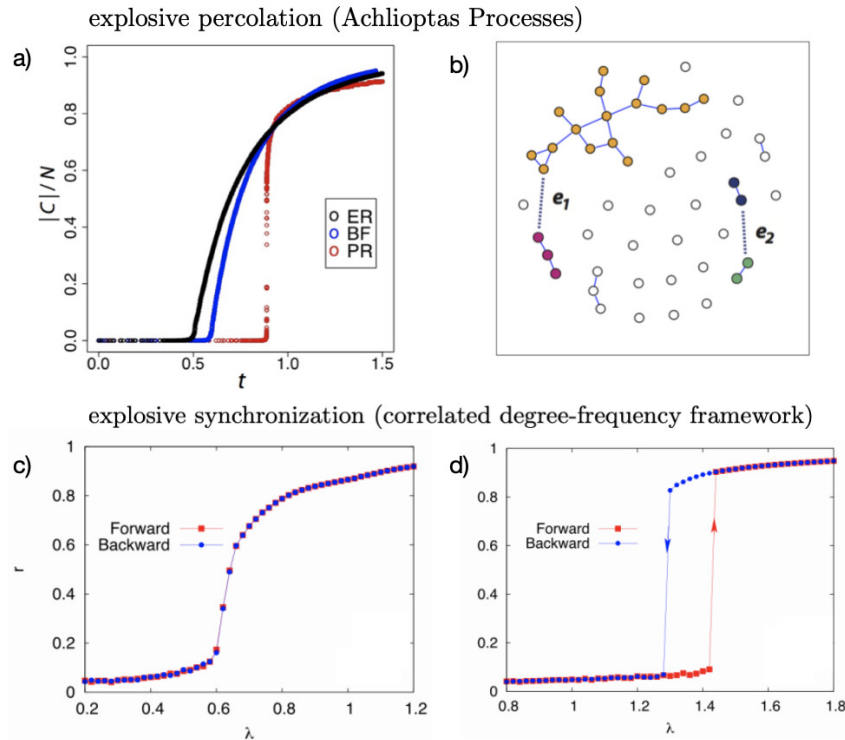 explosive percolation (Achlioptas Processes)
a)
|C| / N
1.0
0.8
0.6
0.4
0.2
0.0
ER
BF
PR
0.0 0.5 1.0 1.5
t
b)
e1
e2
explosive synchronization (correlated degree-frequency framework)
c)
r
1
0.8
0.6
0.4
0.2
0
Forward
Backward
0.2 0.4 0.6 0.8 1 1.2
λ
d)
1
0.8
0.6
0.4
0.2
0
Forward
Backward
0.8 1 1.2 1.4 1.6 1.8
λ